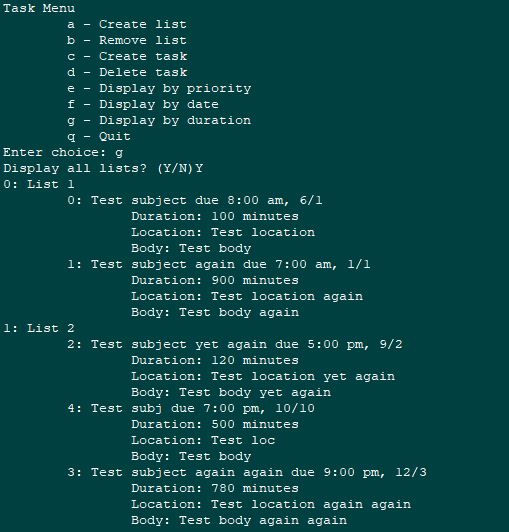 Task Menu
a - Create list
b - Remove list
c - Create task
d - Delete task
e - Display by priority
f - Display by date
g - Display by duration
q - Quit
Enter choice: g
Display all lists? (Y/N)Y
0: List 1
0: Test subject due 8:00 am, 6/1
Duration: 100 minutes
Location: Test location
Body: Test body
1: Test subject again due 7:00 am, 1/1
Duration: 900 minutes
Location: Test location again
Body: Test body again
1: List 2
2: Test subject yet again due 5:00 pm, 9/2
Duration: 120 minutes
Location: Test location yet again
Body: Test body yet again
4: Test subj due 7:00 pm, 10/10
Duration: 500 minutes
Location: Test loc
Body: Test body
3: Test subject again again due 9:00 pm, 12/3
Duration: 780 minutes
Location: Test location again again
Body: Test body again again